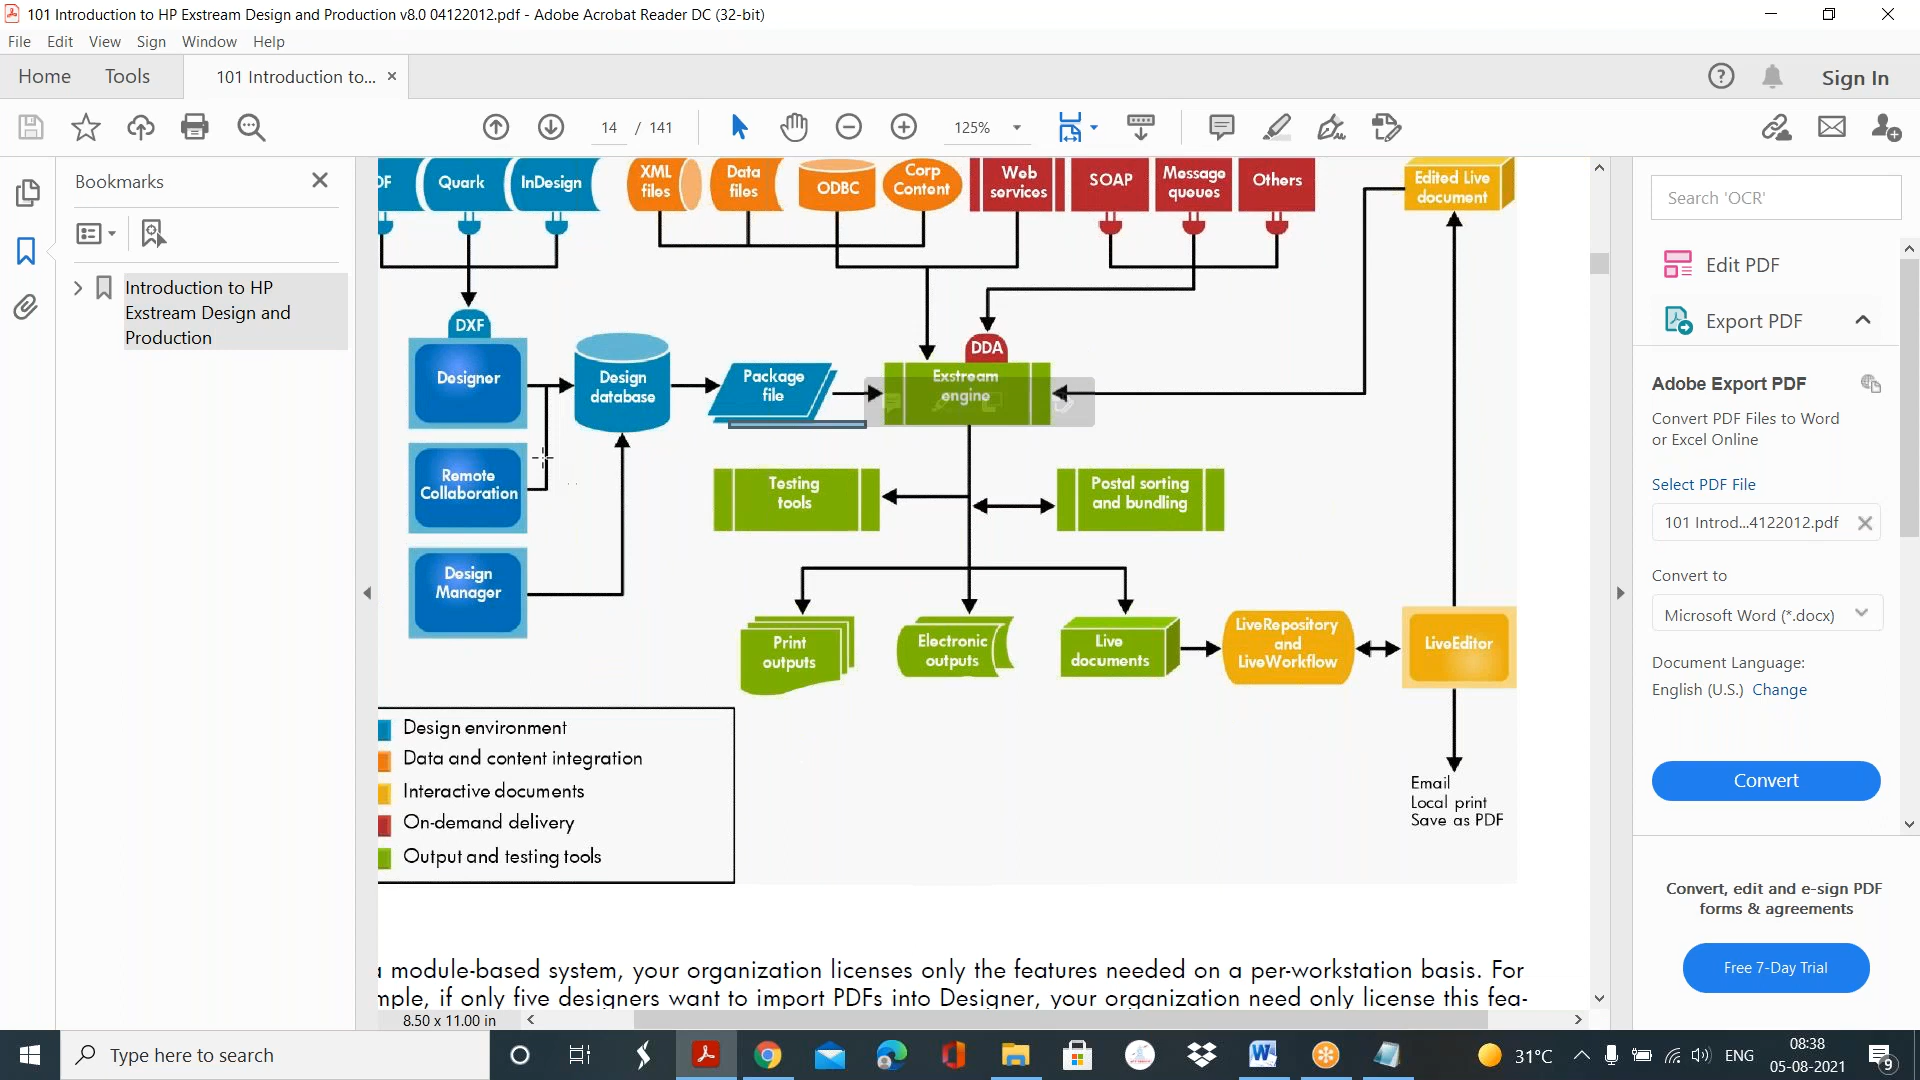 101 Introduction to HP Exstream Design and Production v8.0 04122012.pdf - Adobe Acrobat Reader DC (32-bit)
File Edit View Sign Window Help
Home Tools 101 Introduction to... Sign In
14 / 141 125%
Bookmarks
Introduction to HP
Exstream Design and
Production
DF
Quark
InDesign
XML
files
Data
files
ODBC
Corp
Content
Web
services
SOAP
Message
queues
Others
Edited Live
document
DXF
DDA
Designer
Design
database
Package
file
Exstream
engine
Remote
Collaboration
Testing
tools
Postal sorting
and bundling
Design
Manager
Print
outputs
Electronic
outputs
Live
documents
LiveRepository
and
LiveWorkflow
LiveEditor
Design environment
Data and content integration
Interactive documents
On-demand delivery
Output and testing tools
Email
Local print
Save as PDF
module-based system, your organization licenses only the features needed on a per-workstation basis. For
mple, if only five designers want to import PDFs into Designer, your organization need only license this fea-
8.50 x 11.00 in
Search 'OCR'
Edit PDF
Export PDF
Adobe Export PDF
Convert PDF Files to Word
or Excel Online
Select PDF File
101 Introd...4122012.pdf
Convert to
Microsoft Word (*.docx)
Document Language:
English (U.S.) Change
Convert
Convert, edit and e-sign PDF
forms & agreements
Free 7-Day Trial
Type here to search
31°C ENG
08:38
05-08-2021
9